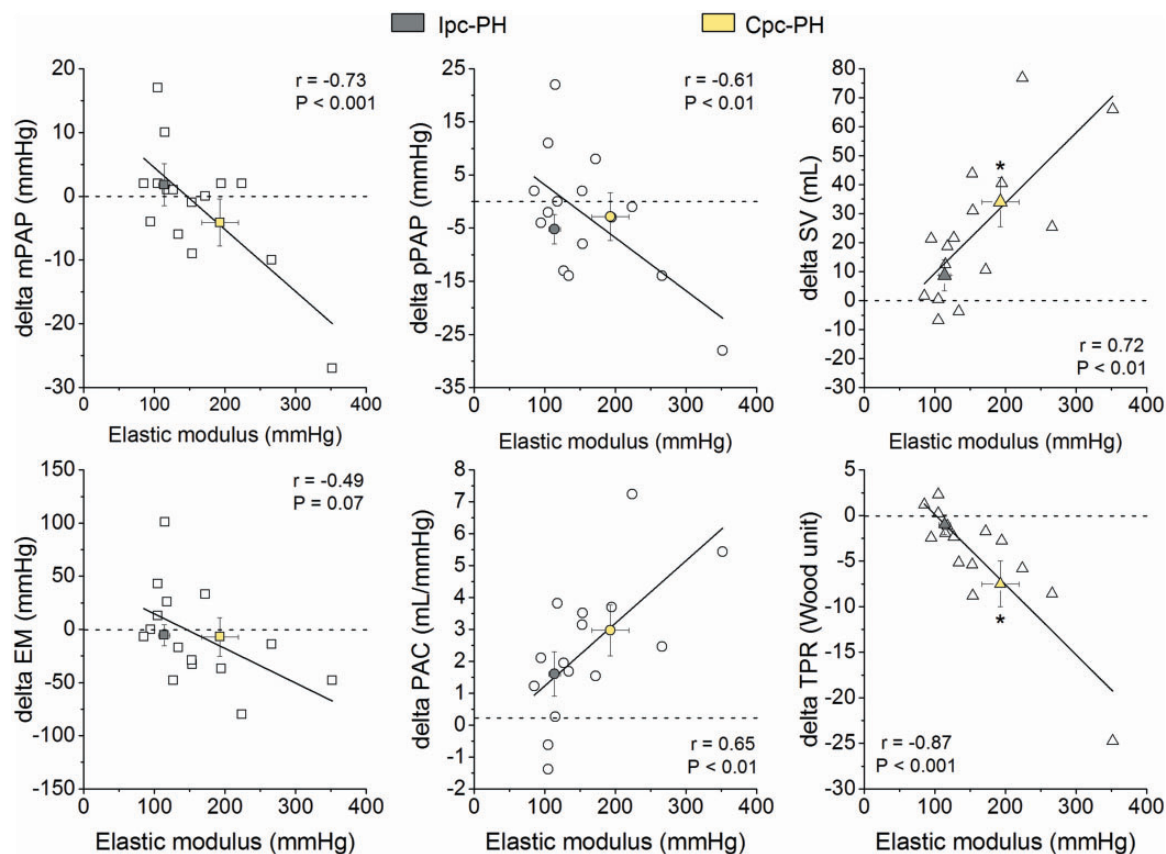 Ipc-PH
Cpc-PH
delta mPAP (mmHg)
20
10
0
-10
-20
-30
r = -0.73
P < 0.001
0 100 200 300 400
Elastic modulus (mmHg)
delta pPAP (mmHg)
25
15
5
-5
-15
-25
-35
r = -0.61
P < 0.01
0 100 200 300 400
Elastic modulus (mmHg)
delta SV (mL)
80
70
60
50
40
30
20
10
0
-10
-20
-30
*
r = 0.72
P < 0.01
0 100 200 300 400
Elastic modulus (mmHg)
delta EM (mmHg)
150
100
50
0
-50
-100
-150
r = -0.49
P = 0.07
0 100 200 300 400
Elastic modulus (mmHg)
delta PAC (mL/mmHg)
8
7
6
5
4
3
2
1
0
-1
-2
r = 0.65
P < 0.01
0 100 200 300 400
Elastic modulus (mmHg)
delta TPR (Wood unit)
5
0
-5
-10
-15
-20
-25
-30
*
r = -0.87
P < 0.001
0 100 200 300 400
Elastic modulus (mmHg)